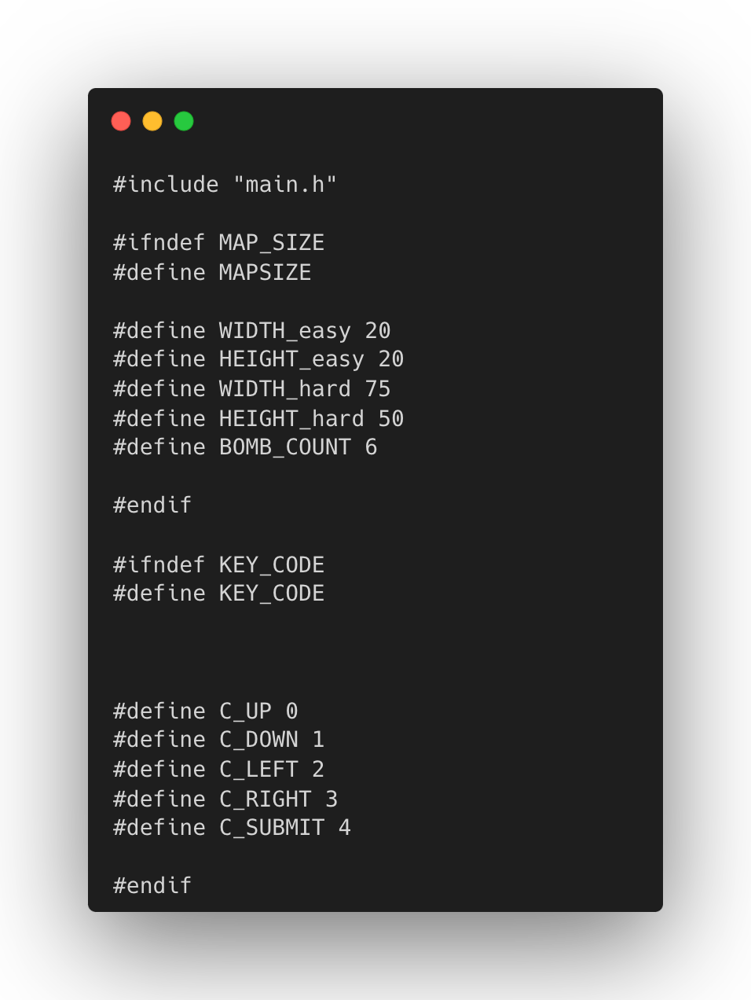 #include "main.h"
#ifndef MAP_SIZE
#define MAPSIZE
#define WIDTH_easy 20
#define HEIGHT_easy 20
#define WIDTH_hard 75
#define HEIGHT_hard 50
#define BOMB_COUNT 6
#endif
#ifndef KEY_CODE
#define KEY_CODE
#define C_UP 0
#define C_DOWN 1
#define C_LEFT 2
#define C_RIGHT 3
#define C_SUBMIT 4
#endif